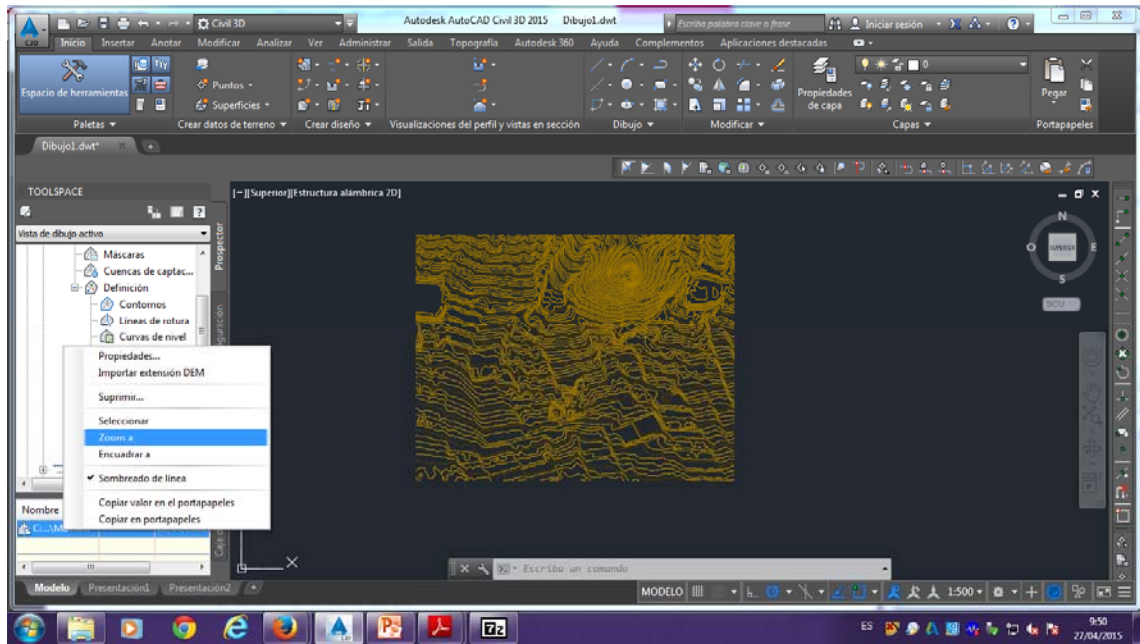 Civil 3D
Autodesk AutoCAD Civil 3D 2015 Dibujo1.dwt
Escriba palabra clave o frase
Iniciar sesión
C3D
Inicio Insertar Anotar Modificar Analizar Ver Administrar Salida Topografía Autodesk 360 Ayuda Complementos Aplicaciones destacadas
Espacio de herramientas
Puntos
Superficies
Propiedades de capa
0
Pegar
Paletas Crear datos de terreno Crear diseño Visualizaciones del perfil y vistas en sección Dibujo Modificar Capas Portapapeles
Dibujo1.dwt*
TOOLSPACE
[−][Superior][Estructura alámbrica 2D]
Vista de dibujo activo
Prospector
Máscaras
Cuencas de captac...
Definición
Contornos
Líneas de rotura
Curvas de nivel
Propiedades...
Importar extensión DEM
Suprimir...
Seleccionar
Zoom a
Encuadrar a
Sombreado de línea
Copiar valor en el portapapeles
Copiar en portapapeles
Nombre
N
O SUPERIOR E
S
SCU
Escriba un comando
Modelo Presentación1 Presentación2
MODELO
1:500
ES
9:50
27/04/2015